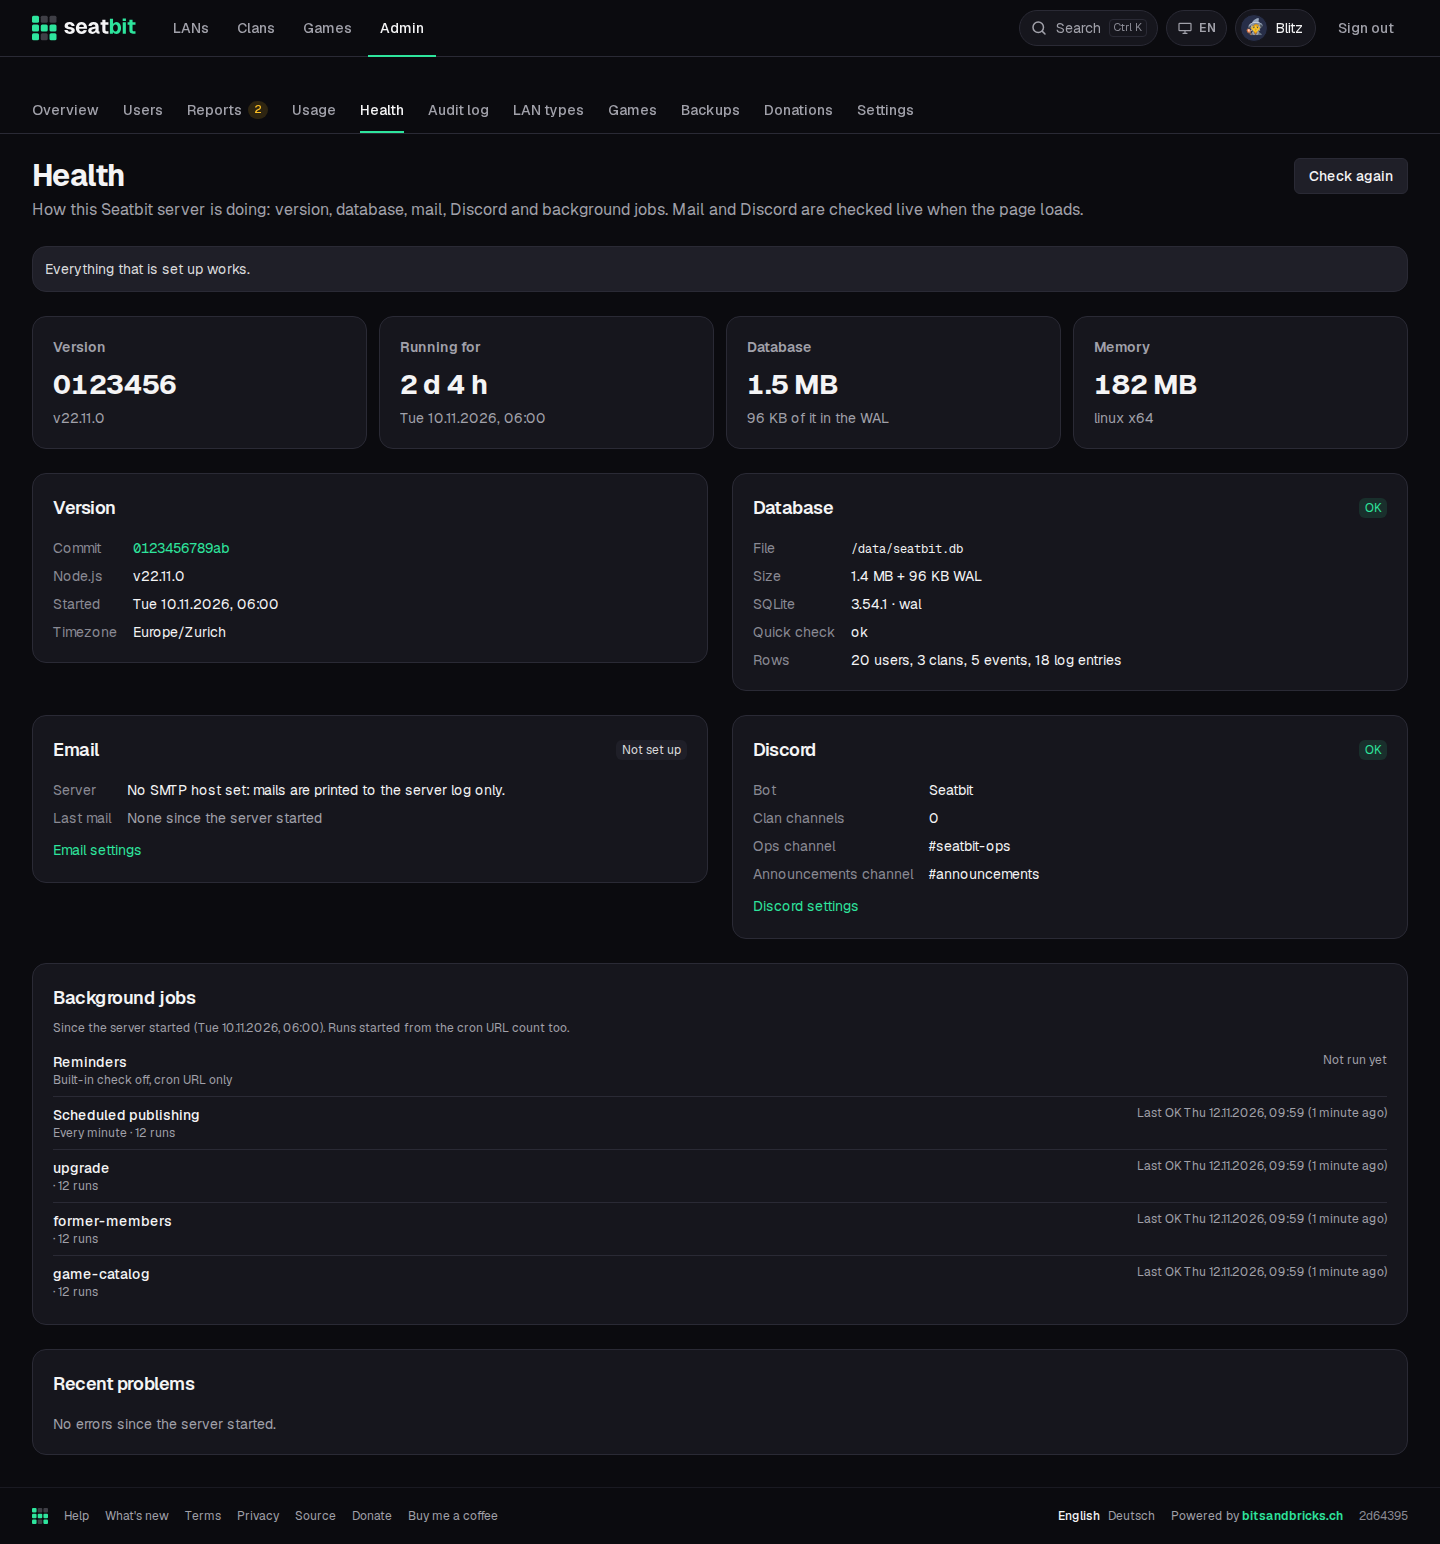 seatbit LANs Clans Games Admin Search Ctrl K EN Blitz Sign out
Overview Users Reports 2 Usage Health Audit log LAN types Games Backups Donations Settings
Health Check again
How this Seatbit server is doing: version, database, mail, Discord and background jobs. Mail and Discord are checked live when the page loads.
Everything that is set up works.
Version
0123456
v22.11.0
Running for
2 d 4 h
Tue 10.11.2026, 06:00
Database
1.5 MB
96 KB of it in the WAL
Memory
182 MB
linux x64
Version
Commit 0123456789ab
Node.js v22.11.0
Started Tue 10.11.2026, 06:00
Timezone Europe/Zurich
Database OK
File /data/seatbit.db
Size 1.4 MB + 96 KB WAL
SQLite 3.54.1 · wal
Quick check ok
Rows 20 users, 3 clans, 5 events, 18 log entries
Email Not set up
Server No SMTP host set: mails are printed to the server log only.
Last mail None since the server started
Email settings
Discord OK
Bot Seatbit
Clan channels 0
Ops channel #seatbit-ops
Announcements channel #announcements
Discord settings
Background jobs
Since the server started (Tue 10.11.2026, 06:00). Runs started from the cron URL count too.
Reminders Not run yet
Built-in check off, cron URL only
Scheduled publishing Last OK Thu 12.11.2026, 09:59 (1 minute ago)
Every minute · 12 runs
upgrade Last OK Thu 12.11.2026, 09:59 (1 minute ago)
· 12 runs
former-members Last OK Thu 12.11.2026, 09:59 (1 minute ago)
· 12 runs
game-catalog Last OK Thu 12.11.2026, 09:59 (1 minute ago)
· 12 runs
Recent problems
No errors since the server started.
Help What's new Terms Privacy Source Donate Buy me a coffee English Deutsch Powered by bitsandbricks.ch 2d64395